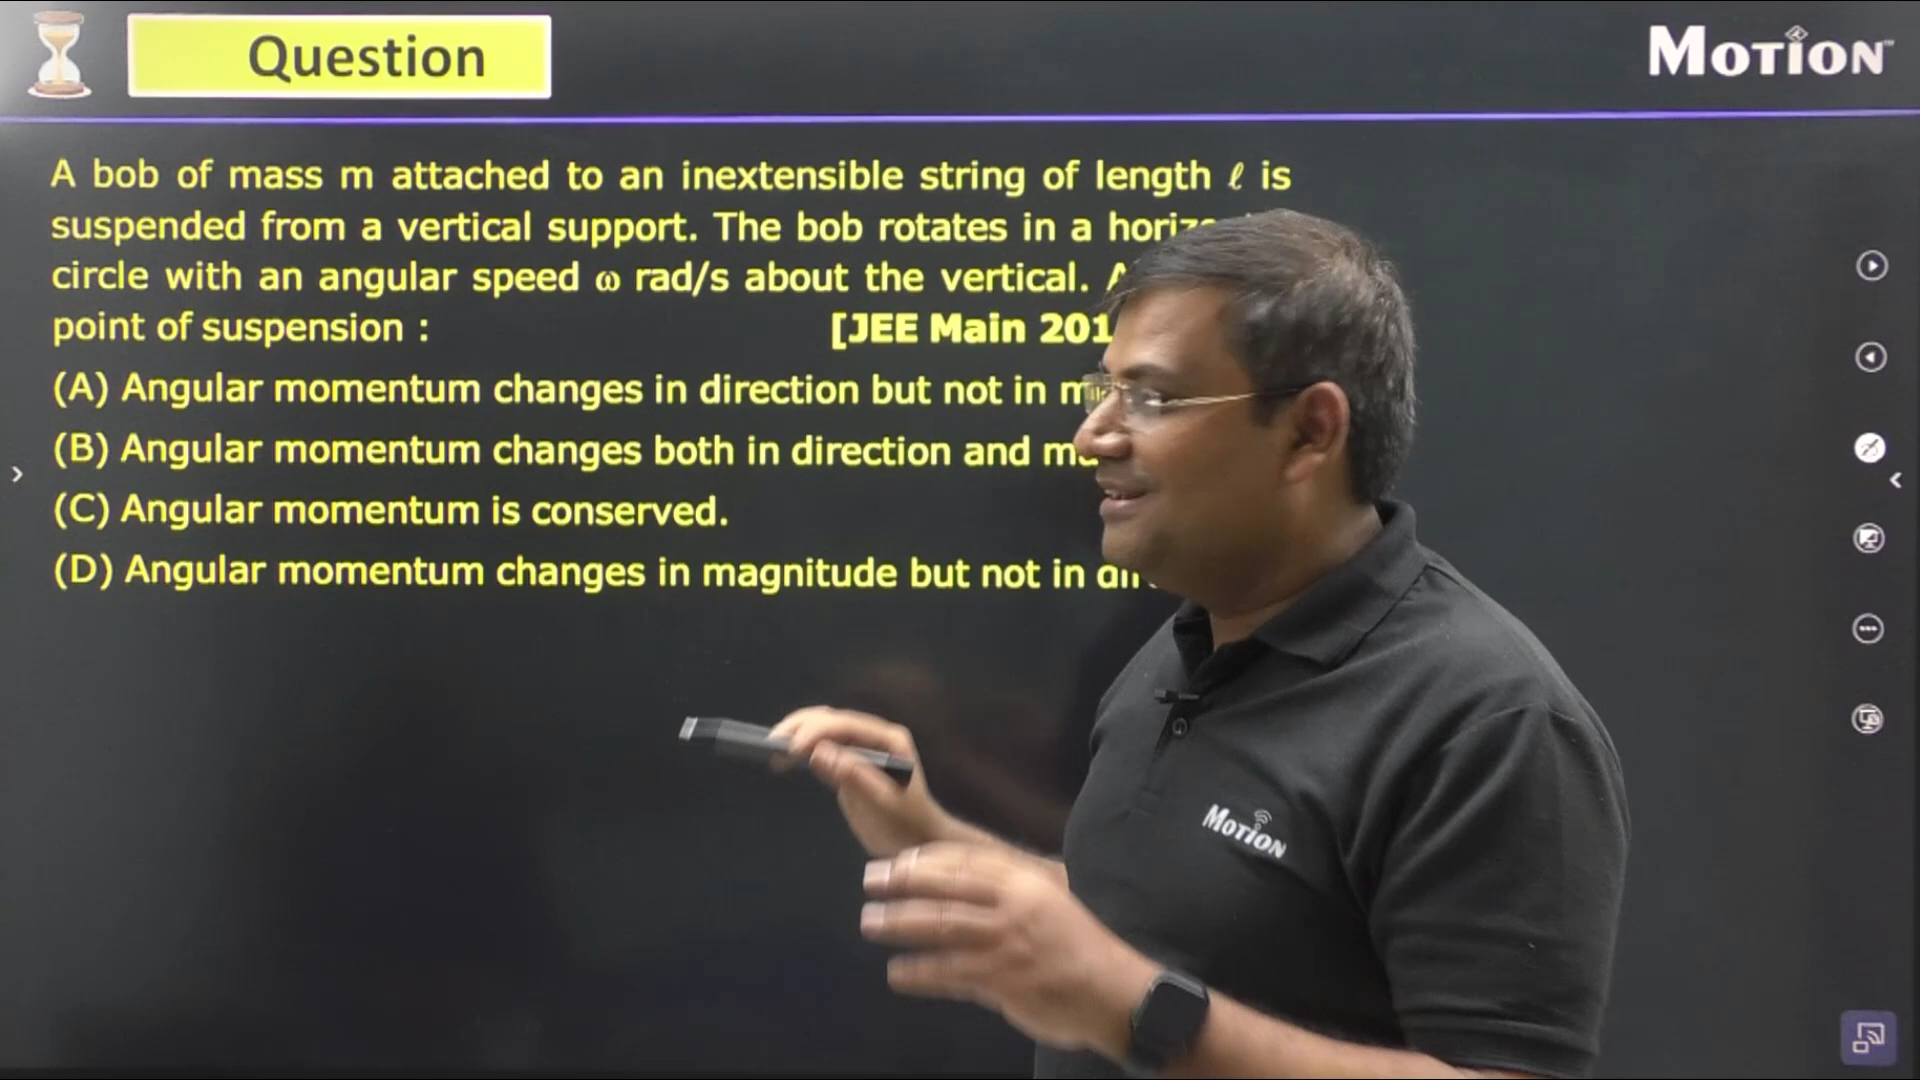 Question
MOTION
A bob of mass m attached to an inextensible string of length ℓ is
suspended from a vertical support. The bob rotates in a
circle with an angular speed ω rad/s about the vertical.
point of suspension :
[JEE Main 201
(A) Angular momentum changes in direction but not in
(B) Angular momentum changes both in direction and
(C) Angular momentum is conserved.
(D) Angular momentum changes in magnitude but not in
MOTION